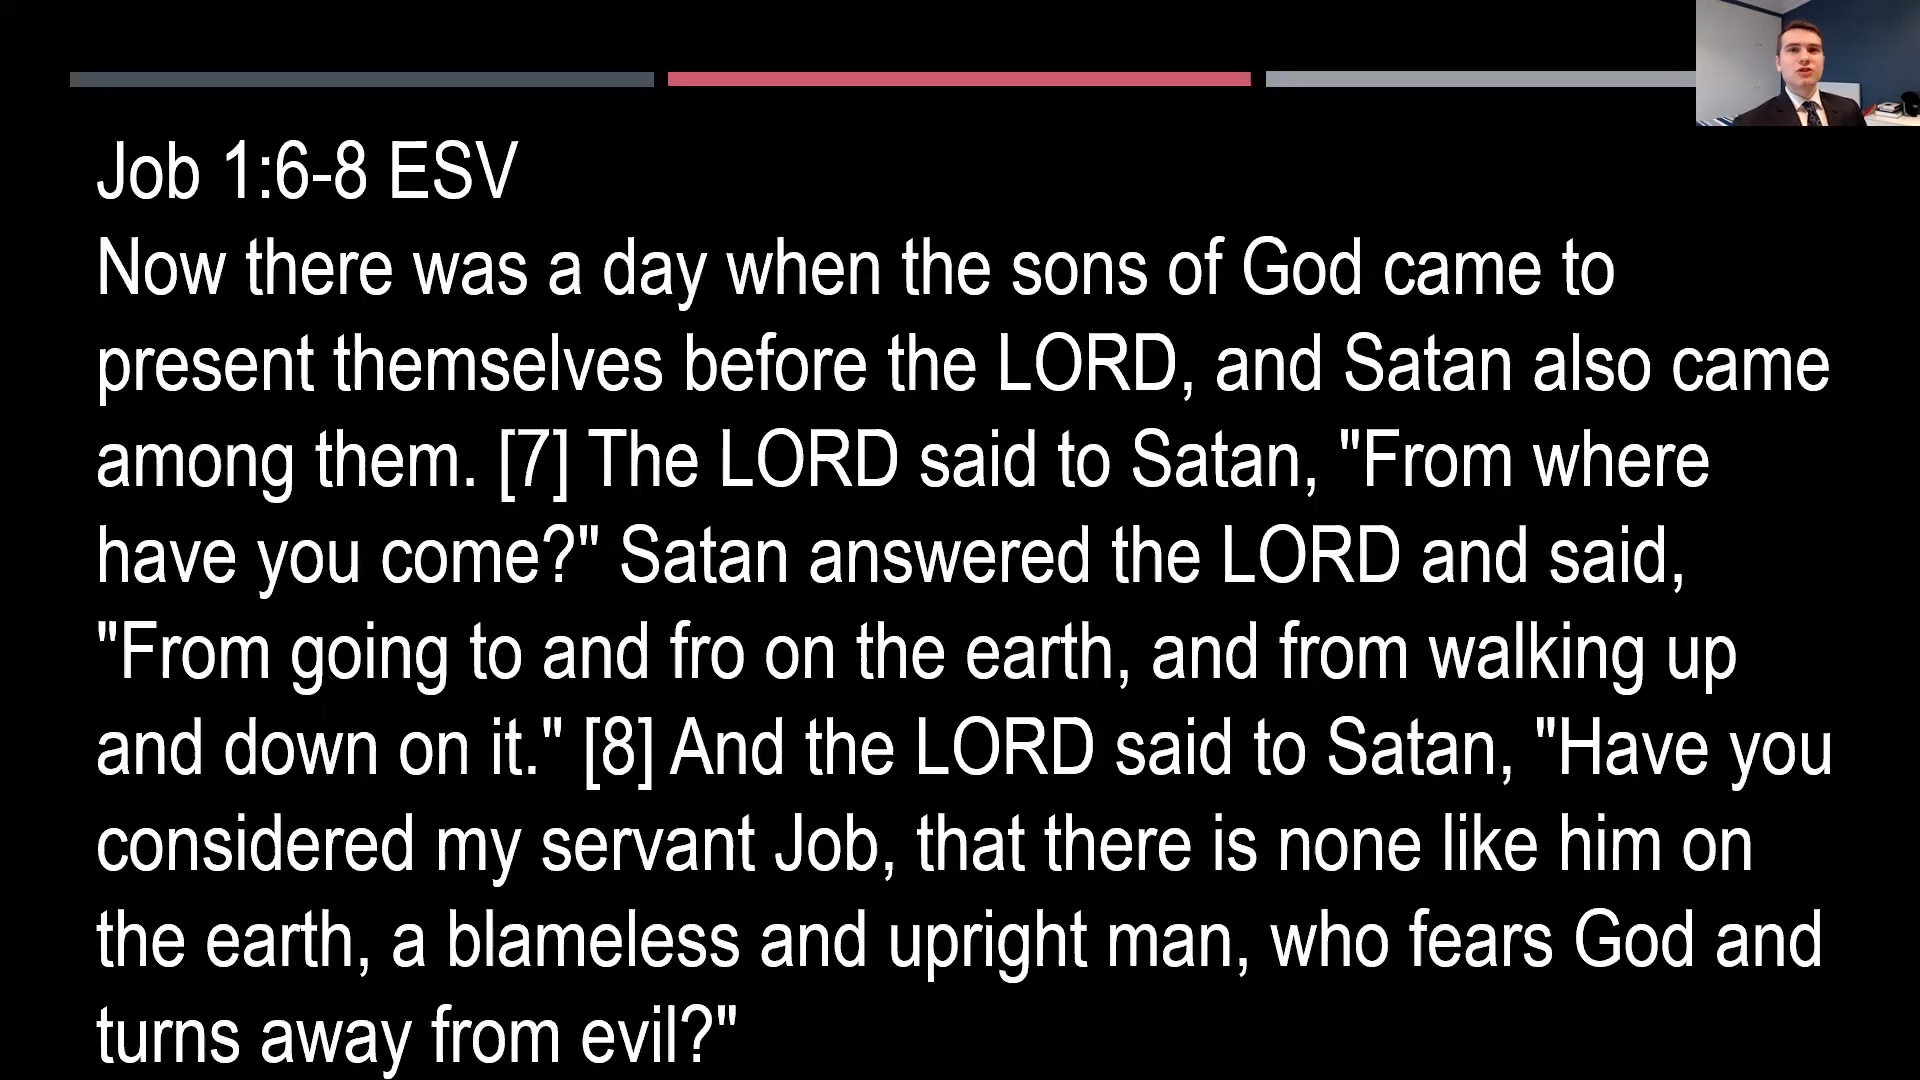 Job 1:6-8 ESV
Now there was a day when the sons of God came to
present themselves before the LORD, and Satan also came
among them. [7] The LORD said to Satan, "From where
have you come?" Satan answered the LORD and said,
"From going to and fro on the earth, and from walking up
and down on it." [8] And the LORD said to Satan, "Have you
considered my servant Job, that there is none like him on
the earth, a blameless and upright man, who fears God and
turns away from evil?"